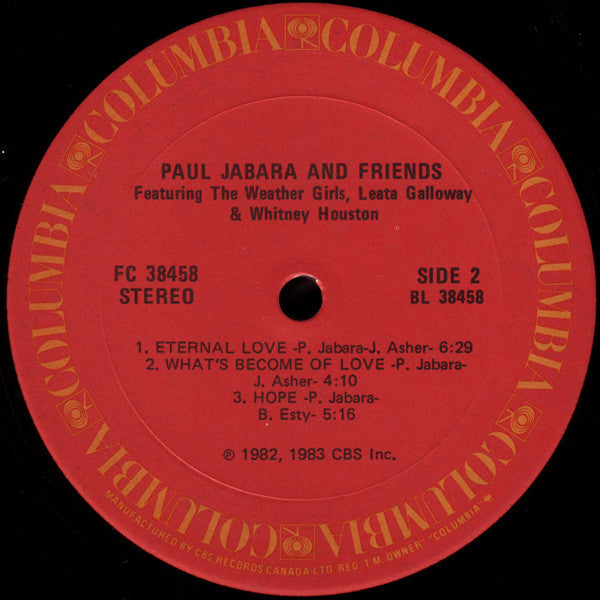 COLUMBIA COLUMBIA COLUMBIA COLUMBIA COLUMBIA COLUMBIA
PAUL JABARA AND FRIENDS
Featuring The Weather Girls, Leata Galloway
& Whitney Houston
FC 38458
STEREO
SIDE 2
BL 38458
1. ETERNAL LOVE -P. Jabara-J. Asher- 6:29
2. WHAT'S BECOME OF LOVE -P. Jabara-
J. Asher- 4:10
3. HOPE -P. Jabara-
B. Esty- 5:16
℗ 1982, 1983 CBS Inc.
MANUFACTURED BY CBS RECORDS CANADA LTD REG. T.M. OWNER "COLUMBIA"